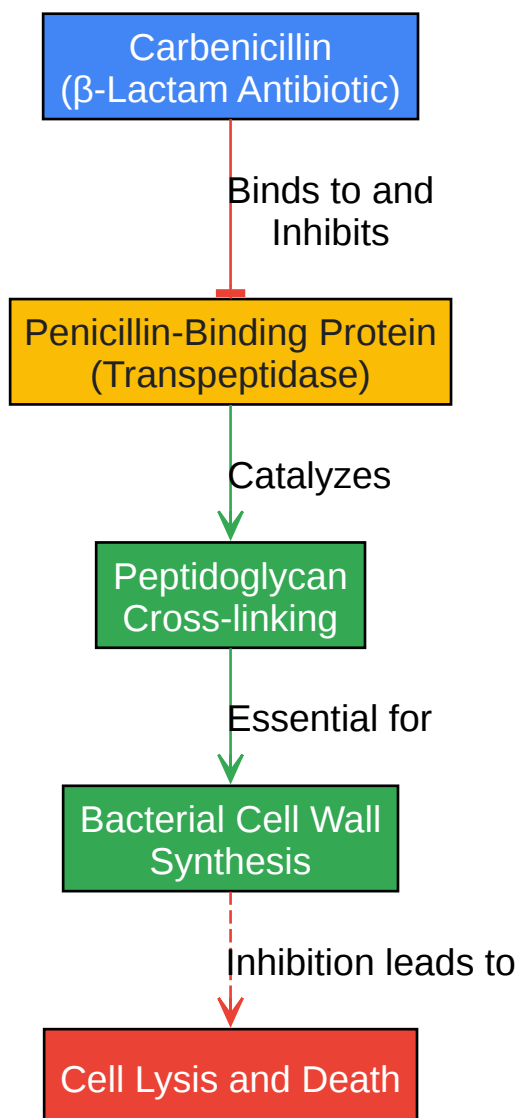 Carbenicillin
(β-Lactam Antibiotic)
Binds to and
Inhibits
Penicillin-Binding Protein
(Transpeptidase)
Catalyzes
Peptidoglycan
Cross-linking
Essential for
Bacterial Cell Wall
Synthesis
Inhibition leads to
Cell Lysis and Death